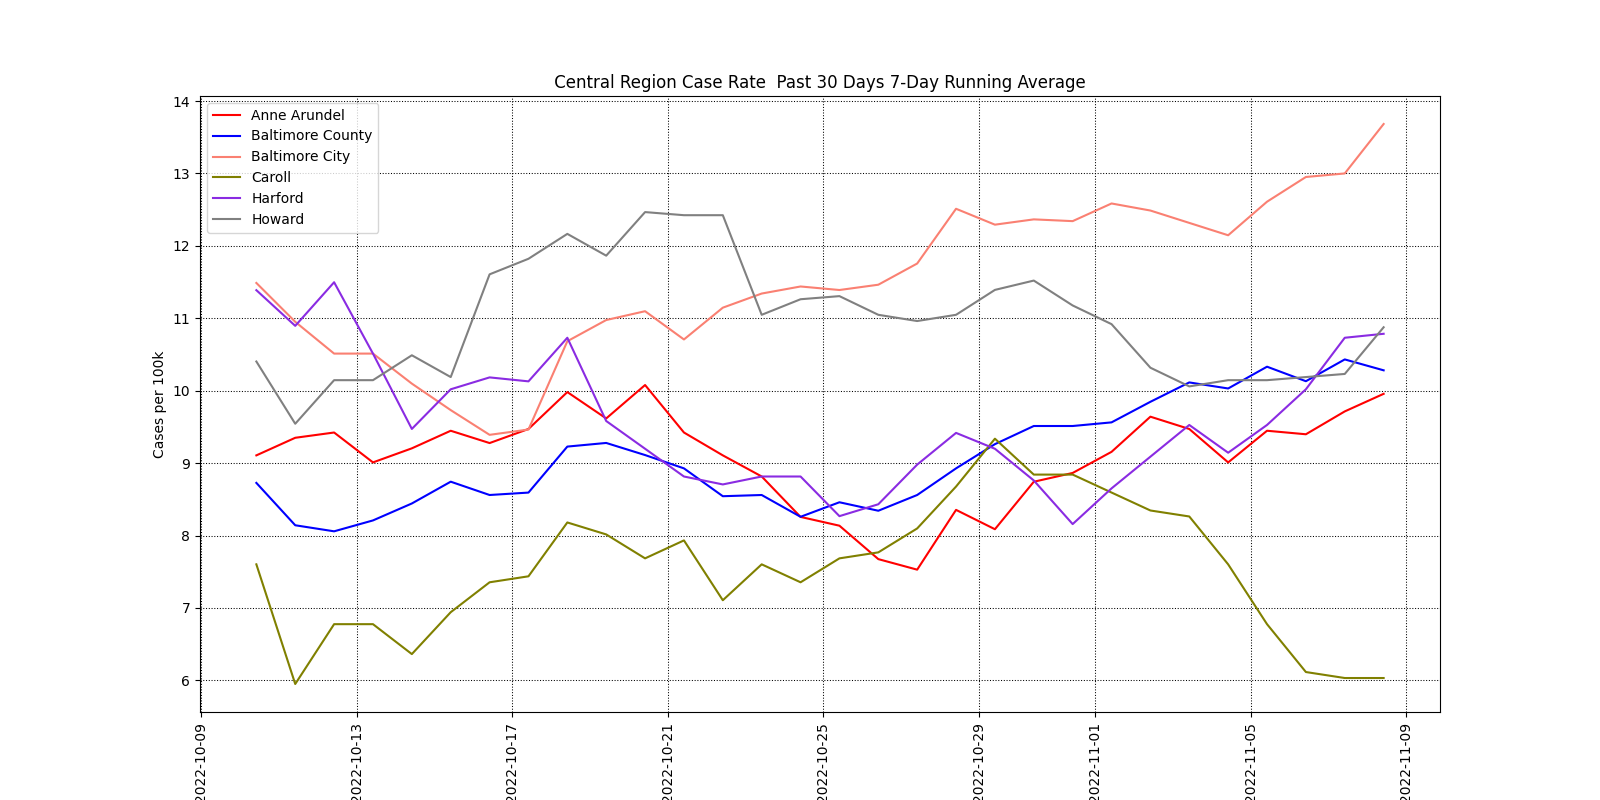 Central Region Case Rate  Past 30 Days 7-Day Running Average
14
13
12
11
10
9
8
7
6
Cases per 100k
Anne Arundel
Baltimore County
Baltimore City
Caroll
Harford
Howard
2022-10-09
2022-10-13
2022-10-17
2022-10-21
2022-10-25
2022-10-29
2022-11-01
2022-11-05
2022-11-09